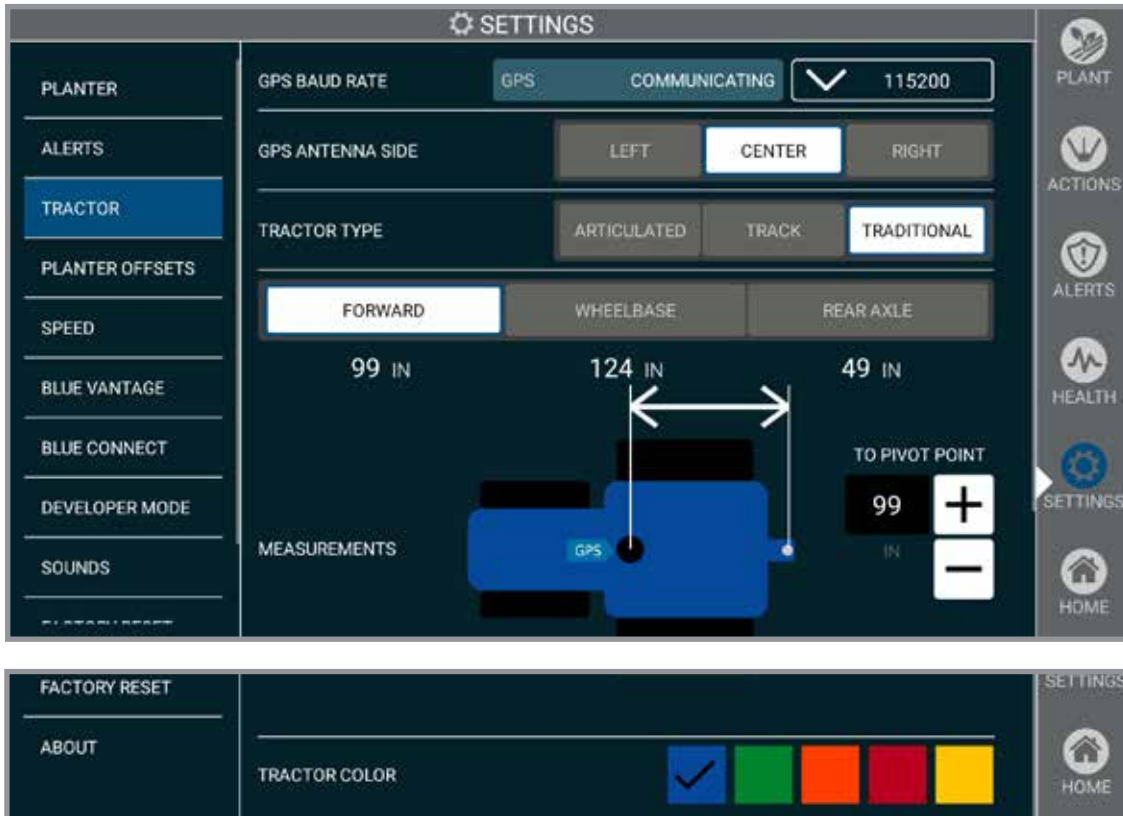 SETTINGS
PLANTER
ALERTS
TRACTOR
PLANTER OFFSETS
SPEED
BLUE VANTAGE
BLUE CONNECT
DEVELOPER MODE
SOUNDS
FACTORY RESET
GPS BAUD RATE GPS COMMUNICATING 115200
GPS ANTENNA SIDE LEFT CENTER RIGHT
TRACTOR TYPE ARTICULATED TRACK TRADITIONAL
FORWARD WHEELBASE REAR AXLE
99 IN 124 IN 49 IN
TO PIVOT POINT
99
IN
MEASUREMENTS GPS
PLANT
ACTIONS
ALERTS
HEALTH
SETTINGS
HOME
FACTORY RESET
ABOUT
TRACTOR COLOR
SETTINGS
HOME